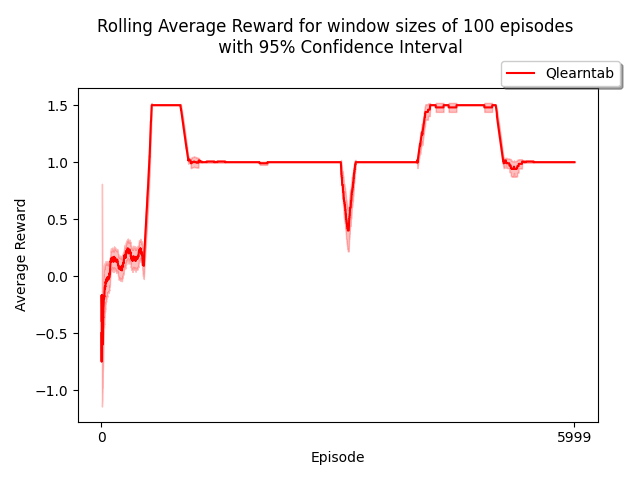 Rolling Average Reward for window sizes of 100 episodes
with 95% Confidence Interval
Qlearntab
1.5
1.0
0.5
0.0
−0.5
−1.0
Average Reward
0
5999
Episode